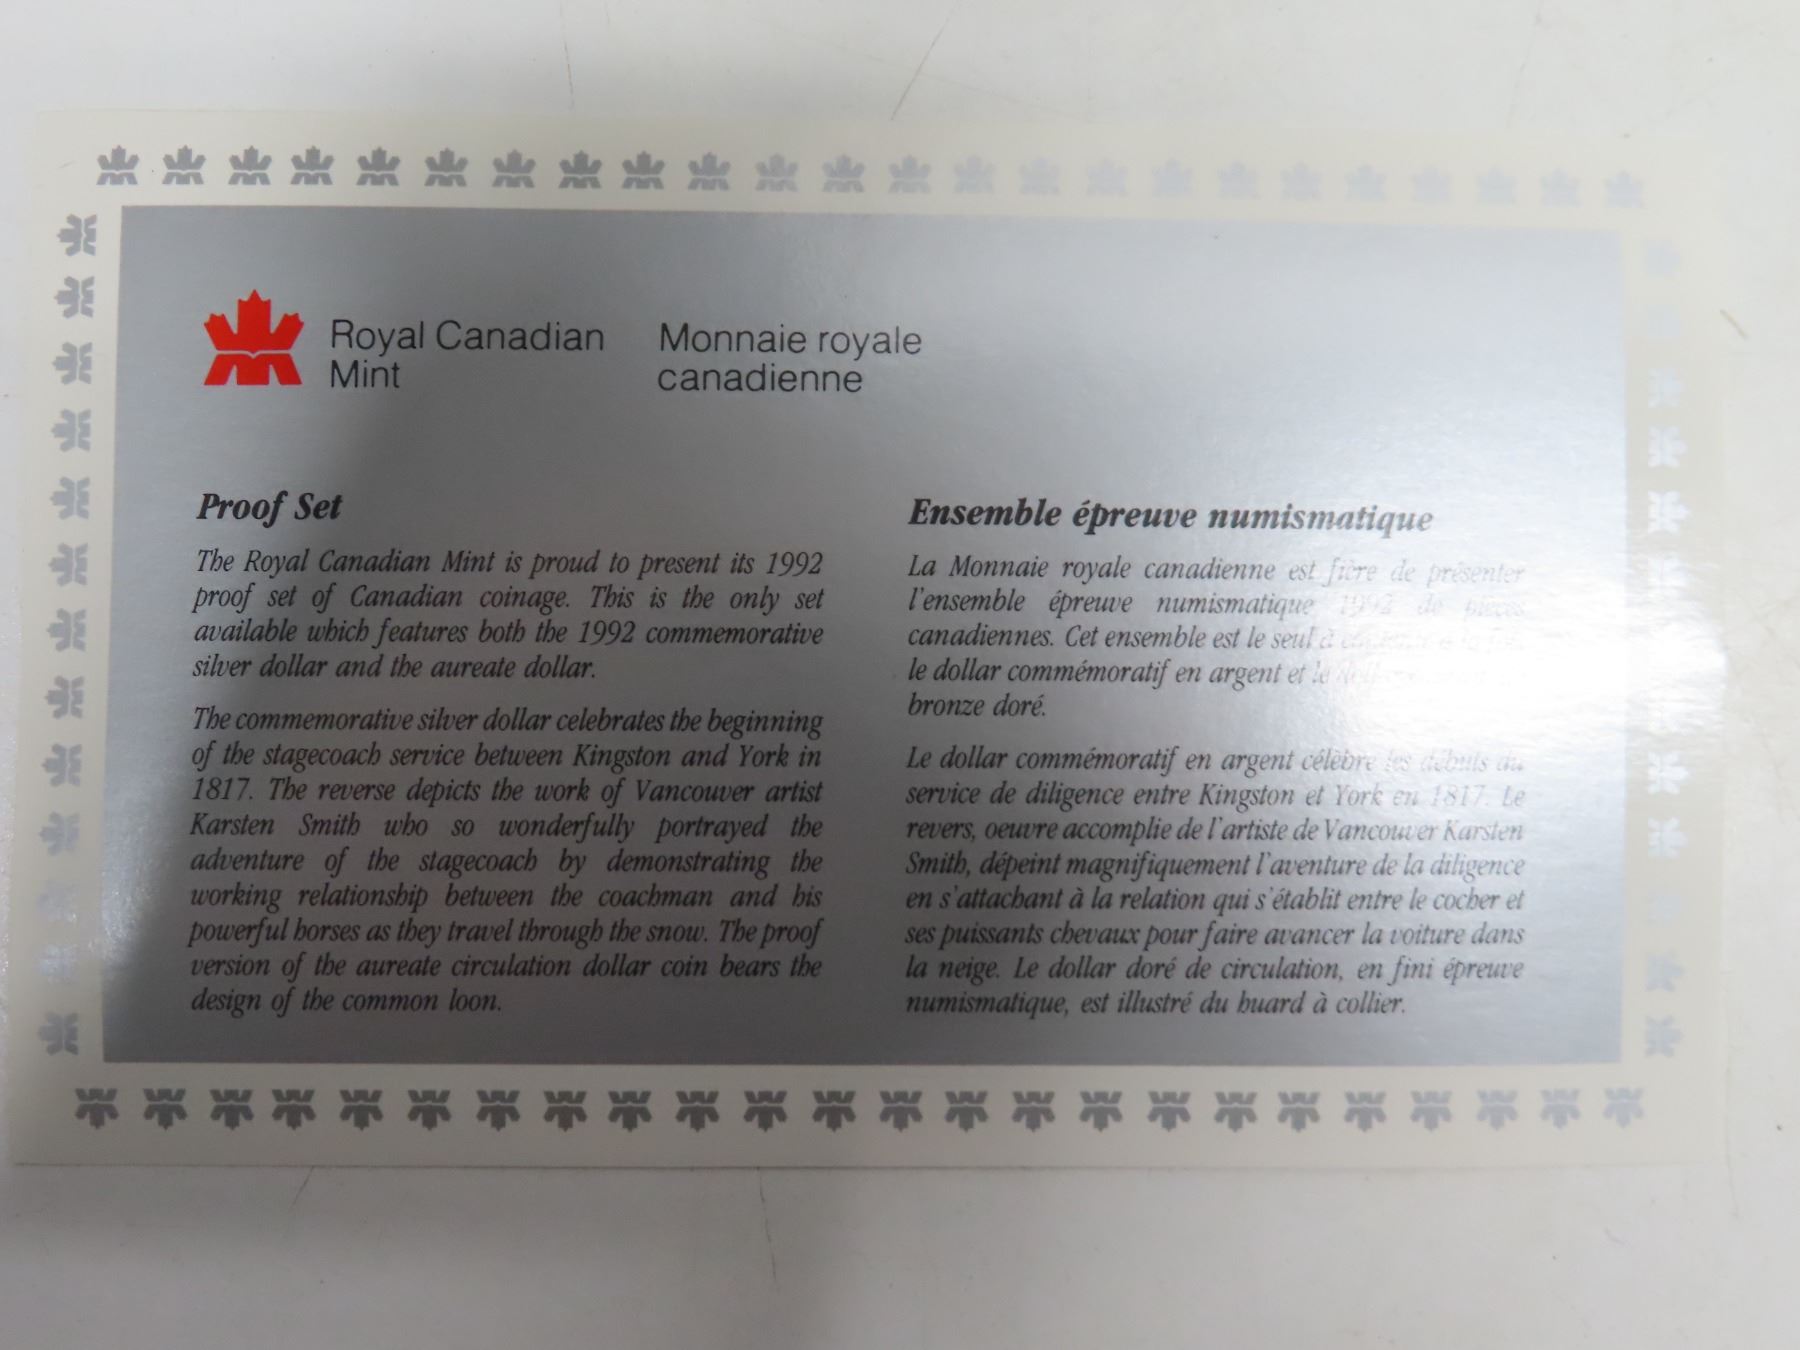 Royal Canadian
Mint
Monnaie royale
canadienne
Proof Set
The Royal Canadian Mint is proud to present its 1992
proof set of Canadian coinage. This is the only set
available which features both the 1992 commemorative
silver dollar and the aureate dollar.
The commemorative silver dollar celebrates the beginning
of the stagecoach service between Kingston and York in
1817. The reverse depicts the work of Vancouver artist
Karsten Smith who so wonderfully portrayed the
adventure of the stagecoach by demonstrating the
working relationship between the coachman and his
powerful horses as they travel through the snow. The proof
version of the aureate circulation dollar coin bears the
design of the common loon.
Ensemble épreuve numismatique
La Monnaie royale canadienne est fière de présenter
l'ensemble épreuve numismatique 1992 de pièces
canadiennes. Cet ensemble est le seul à
le dollar commémoratif en argent et le
bronze doré.
Le dollar commémoratif en argent célèbre les débuts du
service de diligence entre Kingston et York en 1817. Le
revers, oeuvre accomplie de l'artiste de Vancouver Karsten
Smith, dépeint magnifiquement l'aventure de la diligence
en s'attachant à la relation qui s'établit entre le cocher et
ses puissants chevaux pour faire avancer la voiture dans
la neige. Le dollar doré de circulation, en fini épreuve
numismatique, est illustré du huard à collier.